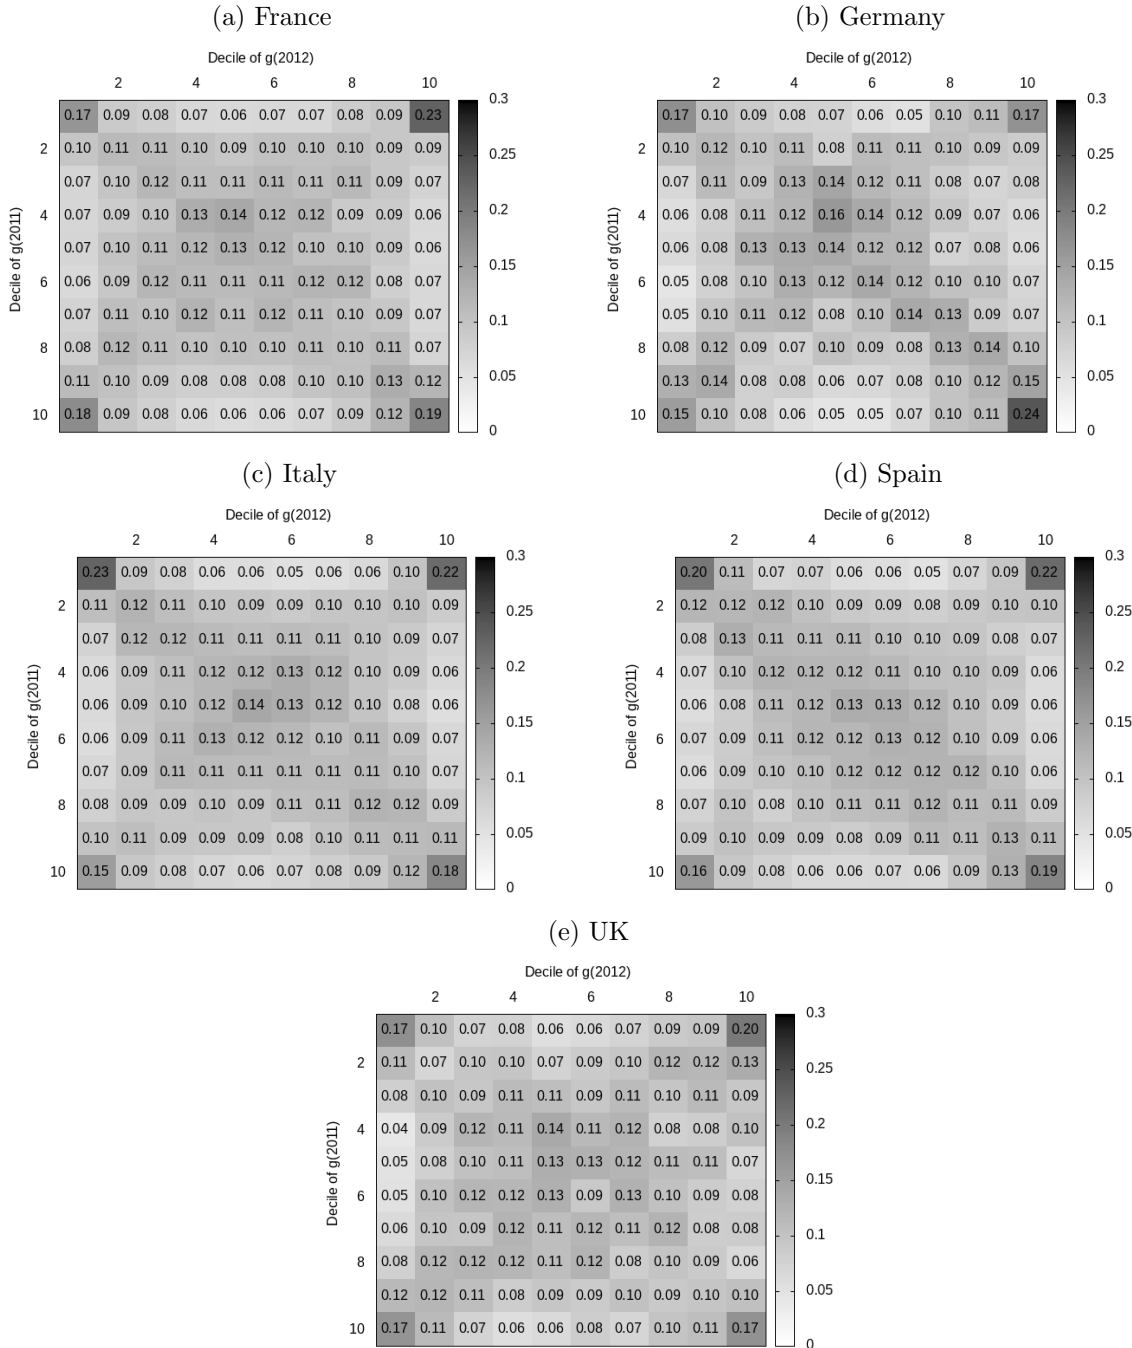 (a) France
Decile of g(2012)
2 4 6 8 10
0.17 0.09 0.08 0.07 0.06 0.07 0.07 0.08 0.09 0.23 0.3
2 0.10 0.11 0.11 0.10 0.09 0.10 0.10 0.10 0.09 0.09 0.25
0.07 0.10 0.12 0.11 0.11 0.11 0.11 0.11 0.09 0.07
4 0.07 0.09 0.10 0.13 0.14 0.12 0.12 0.09 0.09 0.06 0.2
Decile of g(2011)
0.07 0.10 0.11 0.12 0.13 0.12 0.10 0.10 0.09 0.06 0.15
6 0.06 0.09 0.12 0.11 0.11 0.11 0.12 0.12 0.08 0.07
0.07 0.11 0.10 0.12 0.11 0.12 0.11 0.10 0.09 0.07 0.1
8 0.08 0.12 0.11 0.10 0.10 0.10 0.11 0.10 0.11 0.07
0.11 0.10 0.09 0.08 0.08 0.08 0.10 0.10 0.13 0.12 0.05
10 0.18 0.09 0.08 0.06 0.06 0.06 0.07 0.09 0.12 0.19 0
(b) Germany
Decile of g(2012)
2 4 6 8 10
0.17 0.10 0.09 0.08 0.07 0.06 0.05 0.10 0.11 0.17 0.3
2 0.10 0.12 0.10 0.11 0.08 0.11 0.11 0.10 0.09 0.09 0.25
0.07 0.11 0.09 0.13 0.14 0.12 0.11 0.08 0.07 0.08
4 0.06 0.08 0.11 0.12 0.16 0.14 0.12 0.09 0.07 0.06 0.2
Decile of g(2011)
0.06 0.08 0.13 0.13 0.14 0.12 0.12 0.07 0.08 0.06 0.15
6 0.05 0.08 0.10 0.13 0.12 0.14 0.12 0.10 0.10 0.07
0.05 0.10 0.11 0.12 0.08 0.10 0.14 0.13 0.09 0.07 0.1
8 0.08 0.12 0.09 0.07 0.10 0.09 0.08 0.13 0.14 0.10
0.13 0.14 0.08 0.08 0.06 0.07 0.08 0.10 0.12 0.15 0.05
10 0.15 0.10 0.08 0.06 0.05 0.05 0.07 0.10 0.11 0.24 0
(c) Italy
Decile of g(2012)
2 4 6 8 10
0.23 0.09 0.08 0.06 0.06 0.05 0.06 0.06 0.10 0.22 0.3
2 0.11 0.12 0.11 0.10 0.09 0.09 0.10 0.10 0.10 0.09 0.25
0.07 0.12 0.12 0.11 0.11 0.11 0.11 0.10 0.09 0.07
4 0.06 0.09 0.11 0.12 0.12 0.13 0.12 0.10 0.09 0.06 0.2
Decile of g(2011)
0.06 0.09 0.10 0.12 0.14 0.13 0.12 0.10 0.08 0.06 0.15
6 0.06 0.09 0.11 0.13 0.12 0.12 0.10 0.11 0.09 0.07
0.07 0.09 0.11 0.11 0.11 0.11 0.11 0.11 0.10 0.07 0.1
8 0.08 0.09 0.09 0.10 0.09 0.11 0.11 0.12 0.12 0.09
0.10 0.11 0.09 0.09 0.09 0.08 0.10 0.11 0.11 0.11 0.05
10 0.15 0.09 0.08 0.07 0.06 0.07 0.08 0.09 0.12 0.18 0
(d) Spain
Decile of g(2012)
2 4 6 8 10
0.20 0.11 0.07 0.07 0.06 0.06 0.05 0.07 0.09 0.22 0.3
2 0.12 0.12 0.12 0.10 0.09 0.09 0.08 0.09 0.10 0.10 0.25
0.08 0.13 0.11 0.11 0.11 0.10 0.10 0.09 0.08 0.07
4 0.07 0.10 0.12 0.12 0.12 0.11 0.10 0.10 0.09 0.06 0.2
Decile of g(2011)
0.06 0.08 0.11 0.12 0.13 0.13 0.12 0.10 0.09 0.06 0.15
6 0.07 0.09 0.11 0.12 0.12 0.13 0.12 0.10 0.09 0.06
0.06 0.09 0.10 0.10 0.12 0.12 0.12 0.12 0.10 0.06 0.1
8 0.07 0.10 0.08 0.10 0.11 0.11 0.12 0.11 0.11 0.09
0.09 0.10 0.09 0.09 0.08 0.09 0.11 0.11 0.13 0.11 0.05
10 0.16 0.09 0.08 0.06 0.06 0.07 0.06 0.09 0.13 0.19 0
(e) UK
Decile of g(2012)
2 4 6 8 10
0.17 0.10 0.07 0.08 0.06 0.06 0.07 0.09 0.09 0.20 0.3
2 0.11 0.07 0.10 0.10 0.07 0.09 0.10 0.12 0.12 0.13 0.25
0.08 0.10 0.09 0.11 0.11 0.09 0.11 0.10 0.11 0.09
4 0.04 0.09 0.12 0.11 0.14 0.11 0.12 0.08 0.08 0.10 0.2
Decile of g(2011)
0.05 0.08 0.10 0.11 0.13 0.13 0.12 0.11 0.11 0.07 0.15
6 0.05 0.10 0.12 0.12 0.13 0.09 0.13 0.10 0.09 0.08
0.06 0.10 0.09 0.12 0.11 0.12 0.11 0.12 0.08 0.08 0.1
8 0.08 0.12 0.12 0.12 0.11 0.12 0.08 0.10 0.09 0.06
0.12 0.12 0.11 0.08 0.09 0.09 0.10 0.09 0.10 0.10 0.05
10 0.17 0.11 0.07 0.06 0.06 0.08 0.07 0.10 0.11 0.17 0